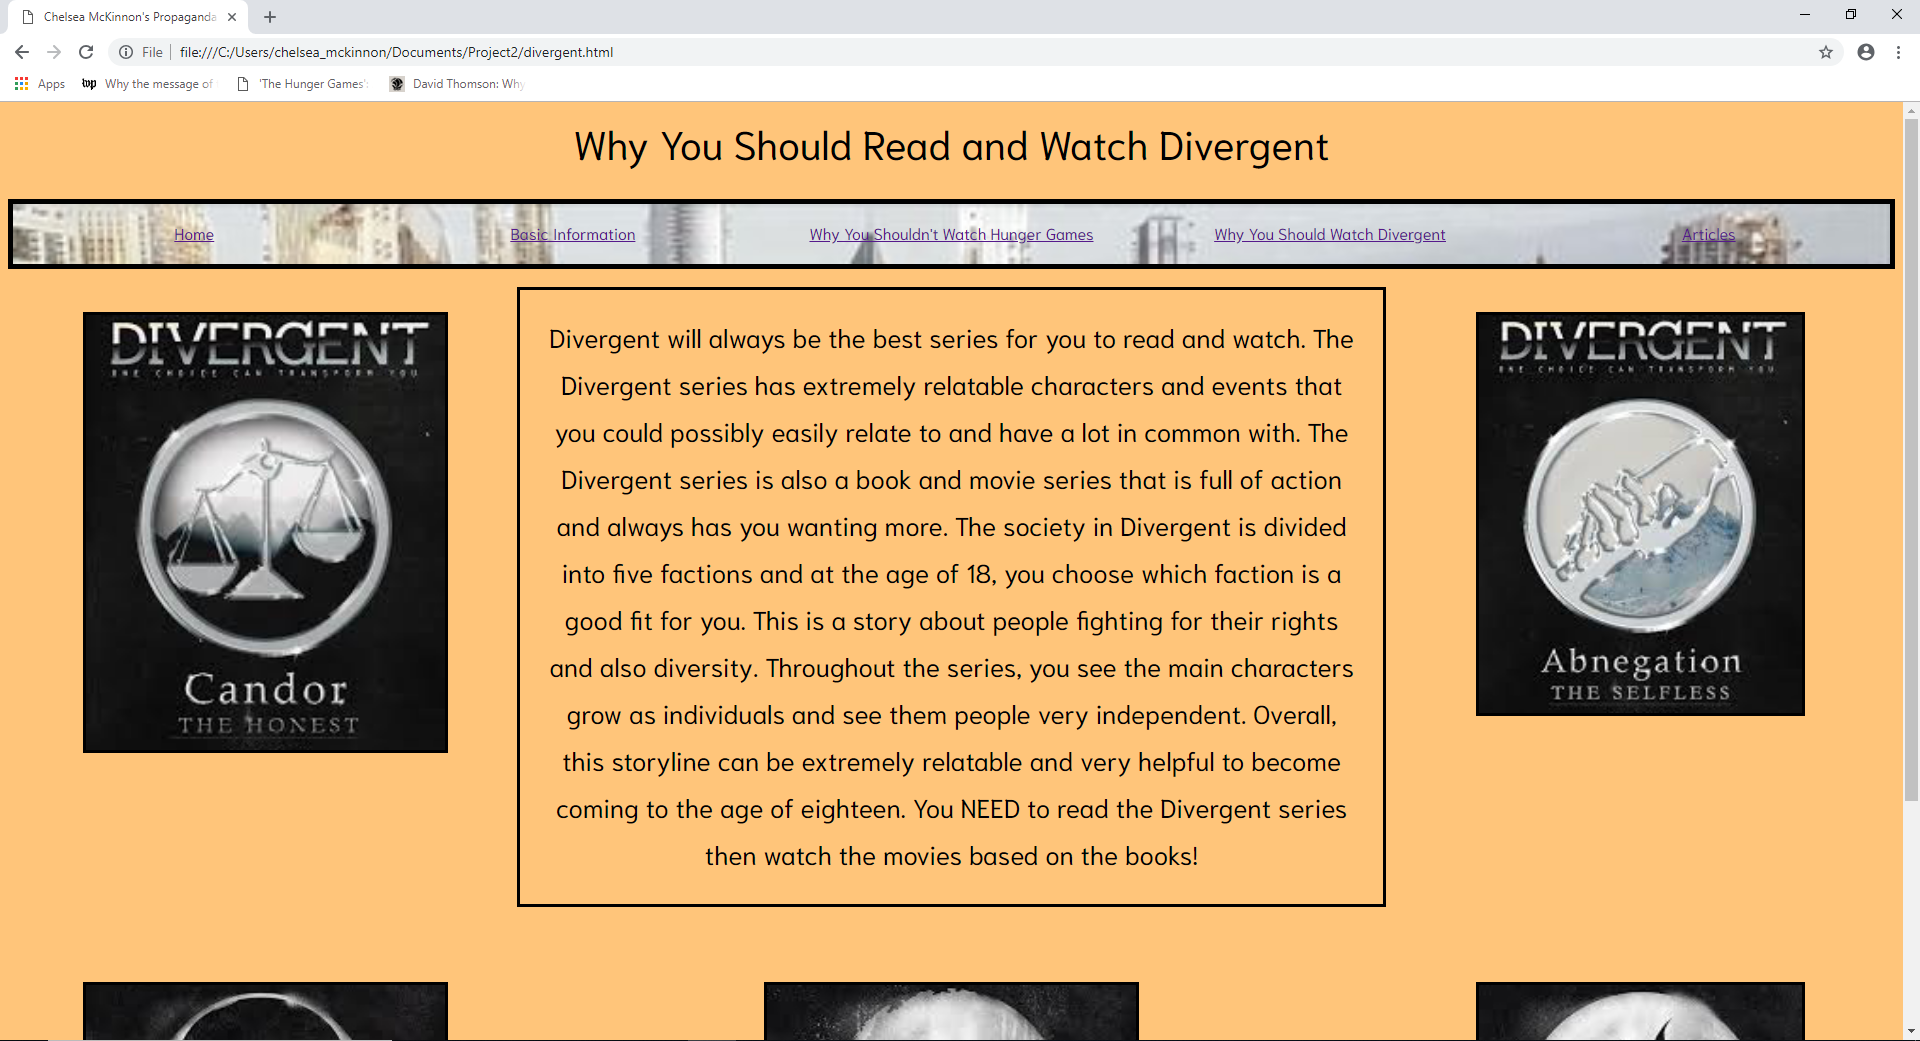 Chelsea McKinnon's Propaganda
File
file:///C:/Users/chelsea_mckinnon/Documents/Project2/divergent.html
Apps
wp
Why the message of
'The Hunger Games'
David Thomson: Why
Why You Should Read and Watch Divergent
Home
Basic Information
Why You Shouldn't Watch Hunger Games
Why You Should Watch Divergent
Articles
DIVERGENT
ONE CHOICE CAN TRANSFORM YOU
Candor
THE HONEST
Divergent will always be the best series for you to read and watch. The
Divergent series has extremely relatable characters and events that
you could possibly easily relate to and have a lot in common with. The
Divergent series is also a book and movie series that is full of action
and always has you wanting more. The society in Divergent is divided
into five factions and at the age of 18, you choose which faction is a
good fit for you. This is a story about people fighting for their rights
and also diversity. Throughout the series, you see the main characters
grow as individuals and see them people very independent. Overall,
this storyline can be extremely relatable and very helpful to become
coming to the age of eighteen. You NEED to read the Divergent series
then watch the movies based on the books!
DIVERGENT
ONE CHOICE CAN TRANSFORM YOU
Abnegation
THE SELFLESS